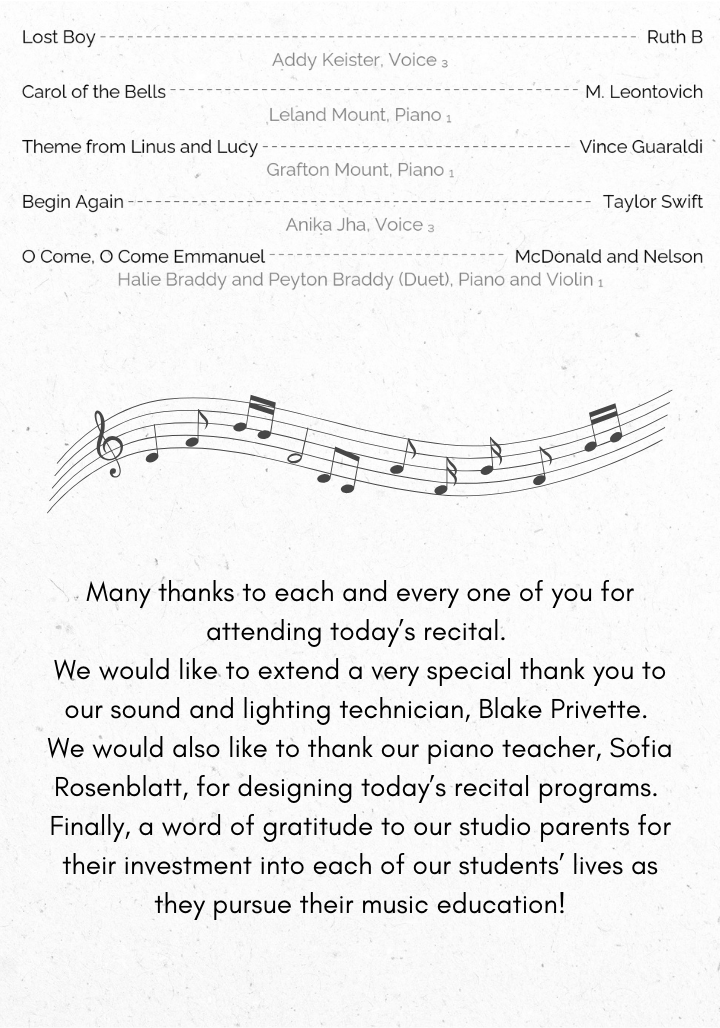 Lost Boy ------------------------------ Ruth B
Addy Keister, Voice 3
Carol of the Bells ------------------------------ M. Leontovich
Leland Mount, Piano 1
Theme from Linus and Lucy ------------------------------ Vince Guaraldi
Grafton Mount, Piano 1
Begin Again ------------------------------ Taylor Swift
Anika Jha, Voice 3
O Come, O Come Emmanuel ------------------------------ McDonald and Nelson
Halie Braddy and Peyton Braddy (Duet), Piano and Violin 1
Many thanks to each and every one of you for
attending today's recital.
We would like to extend a very special thank you to
our sound and lighting technician, Blake Privette.
We would also like to thank our piano teacher, Sofia
Rosenblatt, for designing today's recital programs.
Finally, a word of gratitude to our studio parents for
their investment into each of our students' lives as
they pursue their music education!